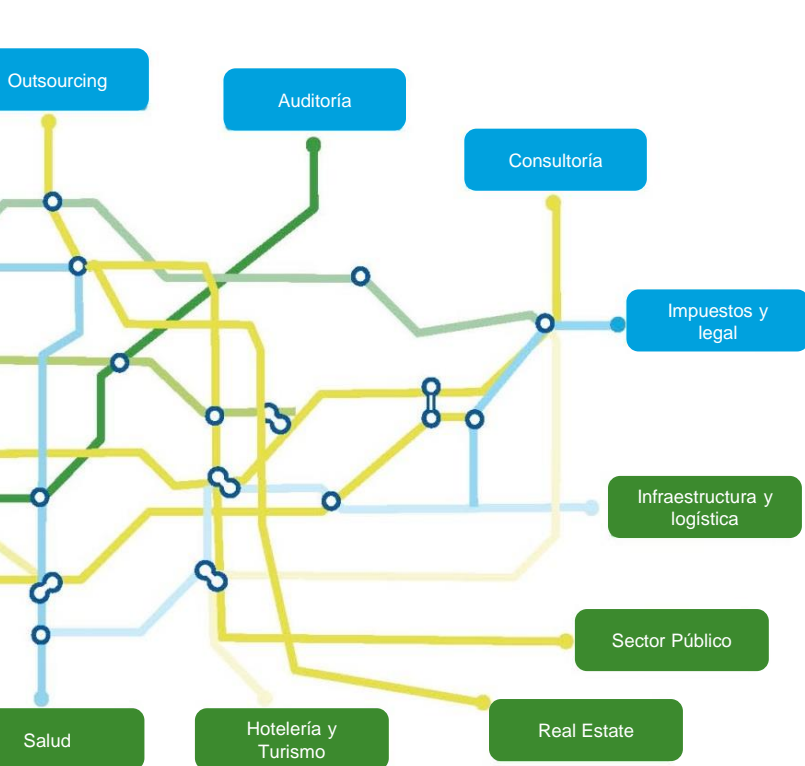 Outsourcing
Auditoría
Consultoría
Impuestos y
legal
Infraestructura y
logística
Sector Público
Real Estate
Hotelería y
Turismo
Salud